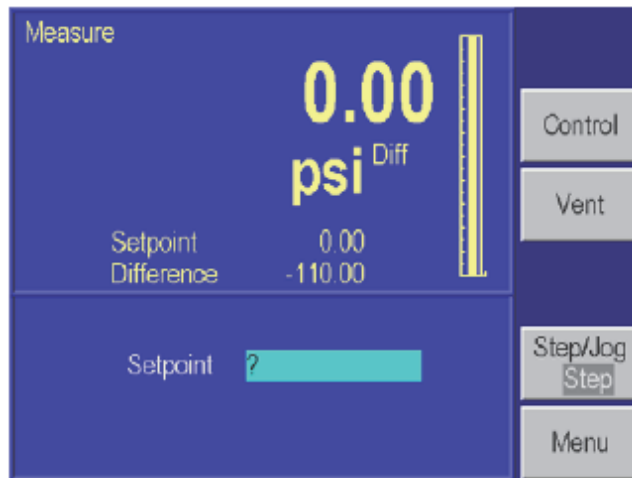 Measure
0.00
psi Diff
Setpoint 0.00
Difference -110.00
Setpoint ?
Control
Vent
Step/Jog
Step
Menu